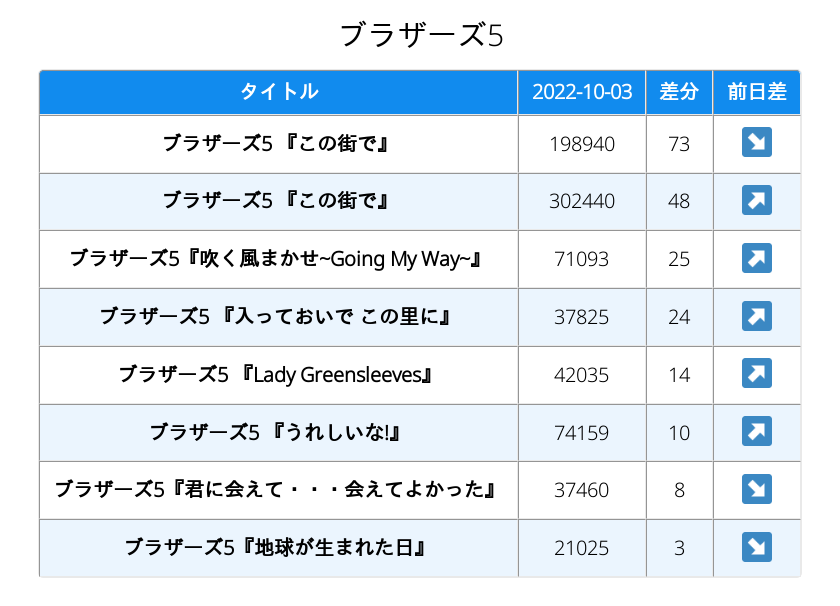 ブラザーズ5
タイトル 2022-10-03 差分 前日差
ブラザーズ5 『この街で』 198940 73 ↘
ブラザーズ5 『この街で』 302440 48 ↗
ブラザーズ5『吹く風まかせ~Going My Way~』 71093 25 ↗
ブラザーズ5 『入っておいで この里に』 37825 24 ↗
ブラザーズ5 『Lady Greensleeves』 42035 14 ↗
ブラザーズ5 『うれしいな!』 74159 10 ↗
ブラザーズ5『君に会えて・・・会えてよかった』 37460 8 ↘
ブラザーズ5『地球が生まれた日』 21025 3 ↘